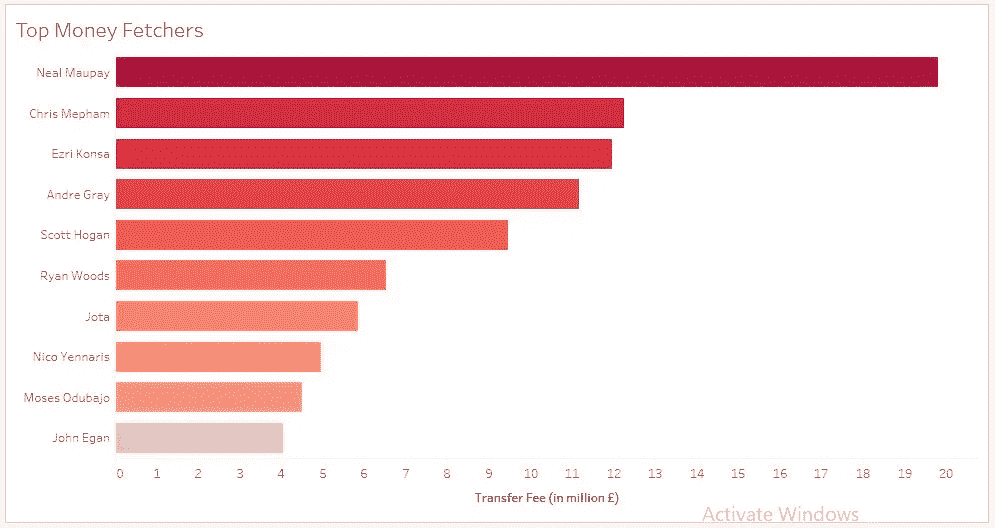 Top Money Fetchers
Neal Maupay
Chris Mepham
Ezri Konsa
Andre Gray
Scott Hogan
Ryan Woods
Jota
Nico Yennaris
Moses Odubajo
John Egan
0 1 2 3 4 5 6 7 8 9 10 11 12 13 14 15 16 17 18 19 20
Transfer Fee (in million £)
Activate Windows